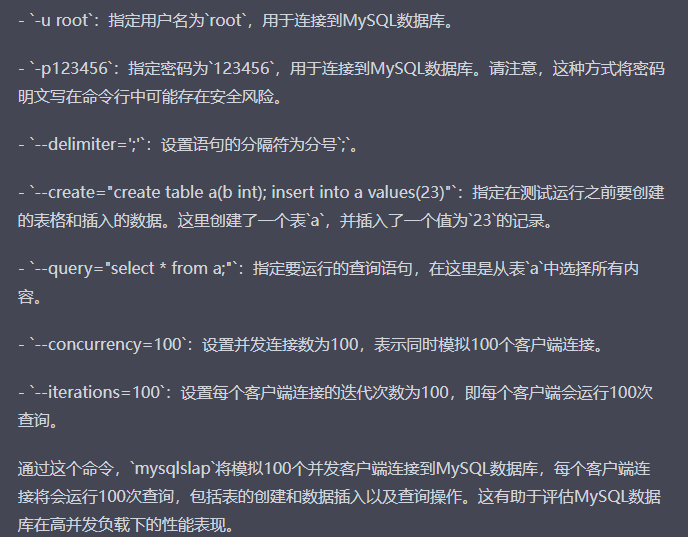 - `-u root`：指定用户名为`root`，用于连接到MySQL数据库。
- `-p123456`：指定密码为`123456`，用于连接到MySQL数据库。请注意，这种方式将密码
明文写在命令行中可能存在安全风险。
- `--delimiter=';'`：设置语句的分隔符为分号`;`。
- `--create="create table a(b int); insert into a values(23)"`：指定在测试运行之前要创建
的表格和插入的数据。这里创建了一个表`a`，并插入了一个值为`23`的记录。
- `--query="select * from a;"`：指定要运行的查询语句，在这里是从表`a`中选择所有内
容。
- `--concurrency=100`：设置并发连接数为100，表示同时模拟100个客户端连接。
- `--iterations=100`：设置每个客户端连接的迭代次数为100，即每个客户端会运行100次
查询。
通过这个命令，`mysqlslap`将模拟100个并发客户端连接到MySQL数据库，每个客户端连
接将会运行100次查询，包括表的创建和数据插入以及查询操作。这有助于评估MySQL数据
库在高并发负载下的性能表现。